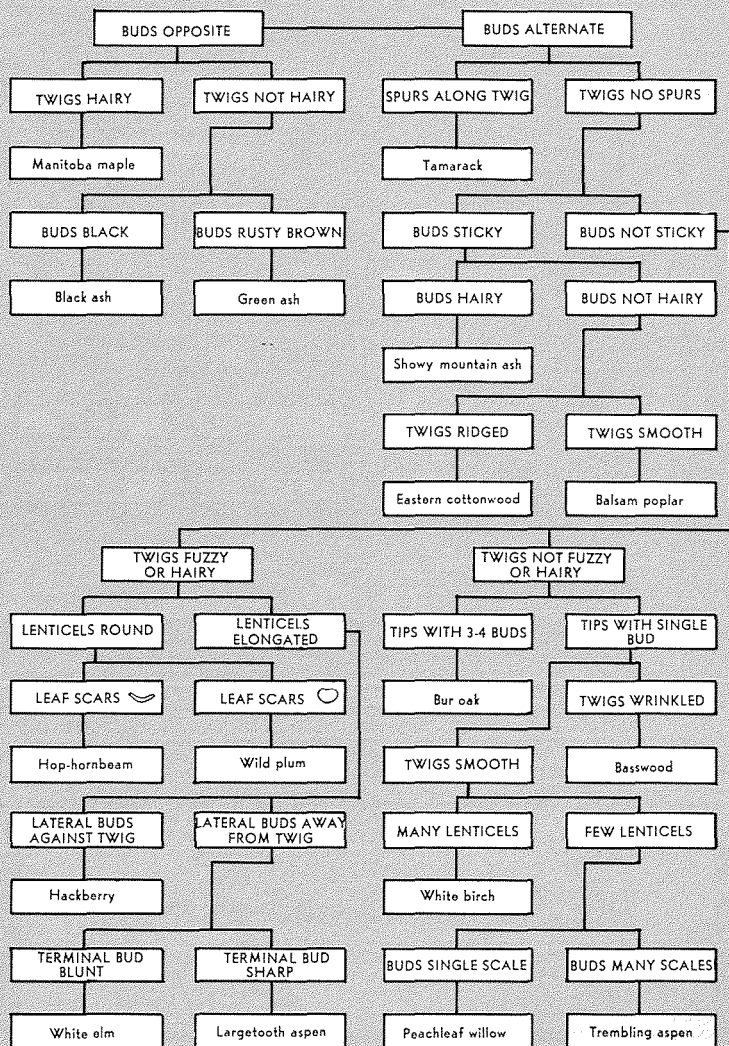 BUDS OPPOSITE
BUDS ALTERNATE
TWIGS HAIRY
TWIGS NOT HAIRY
SPURS ALONG TWIG
TWIGS NO SPURS
Manitoba maple
Tamarack
BUDS BLACK
BUDS RUSTY BROWN
BUDS STICKY
BUDS NOT STICKY
Black ash
Green ash
BUDS HAIRY
BUDS NOT HAIRY
Showy mountain ash
TWIGS RIDGED
TWIGS SMOOTH
Eastern cottonwood
Balsam poplar
TWIGS FUZZY
OR HAIRY
TWIGS NOT FUZZY
OR HAIRY
LENTICELS ROUND
LENTICELS
ELONGATED
TIPS WITH 3-4 BUDS
TIPS WITH SINGLE
BUD
LEAF SCARS
LEAF SCARS
Bur oak
TWIGS WRINKLED
Hop-hornbeam
Wild plum
TWIGS SMOOTH
Basswood
LATERAL BUDS
AGAINST TWIG
LATERAL BUDS AWAY
FROM TWIG
MANY LENTICELS
FEW LENTICELS
Hackberry
White birch
TERMINAL BUD
BLUNT
TERMINAL BUD
SHARP
BUDS SINGLE SCALE
BUDS MANY SCALES
White elm
Largetooth aspen
Peachleaf willow
Trembling aspen